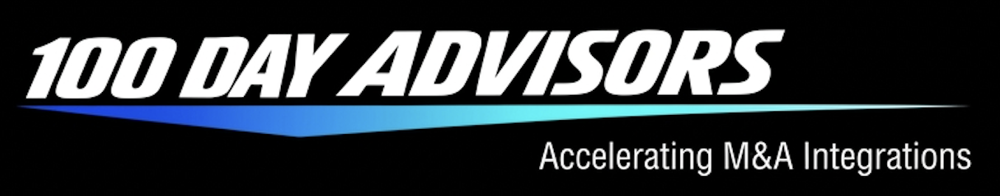 100 DAY ADVISORS
Accelerating M&A Integrations